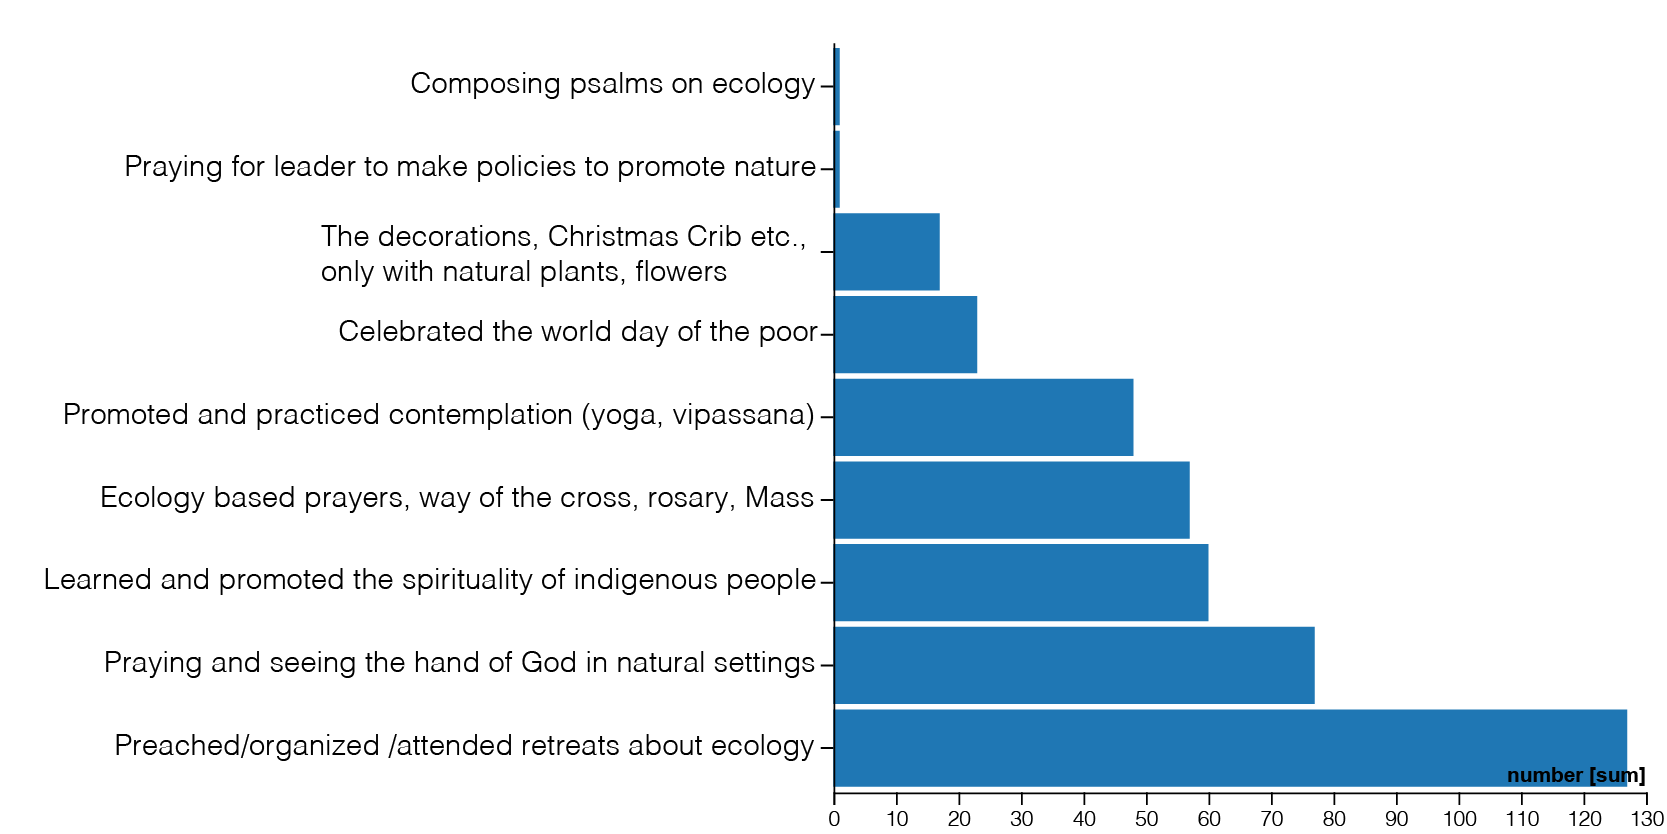 Composing psalms on ecology
Praying for leader to make policies to promote nature
The decorations, Christmas Crib etc.,
only with natural plants, flowers
Celebrated the world day of the poor
Promoted and practiced contemplation (yoga, vipassana)
Ecology based prayers, way of the cross, rosary, Mass
Learned and promoted the spirituality of indigenous people
Praying and seeing the hand of God in natural settings
Preached/organized /attended retreats about ecology
number [sum]
0 10 20 30 40 50 60 70 80 90 100 110 120 130